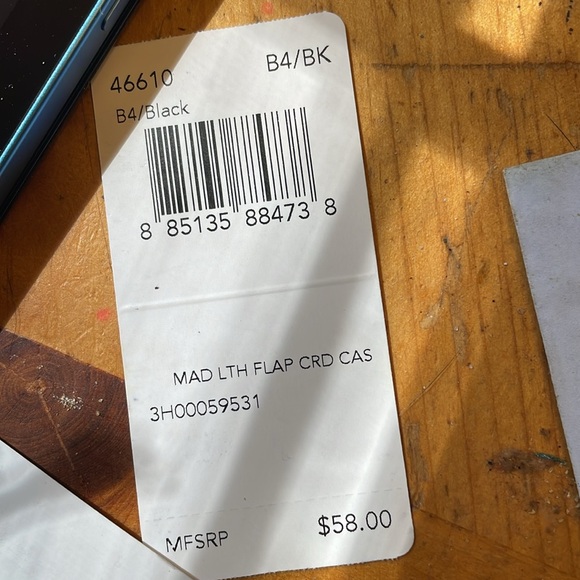 46610 B4/BK
B4/Black
8 85135 88473 8
MAD LTH FLAP CRD CAS
3H00059531
MFSRP $58.00